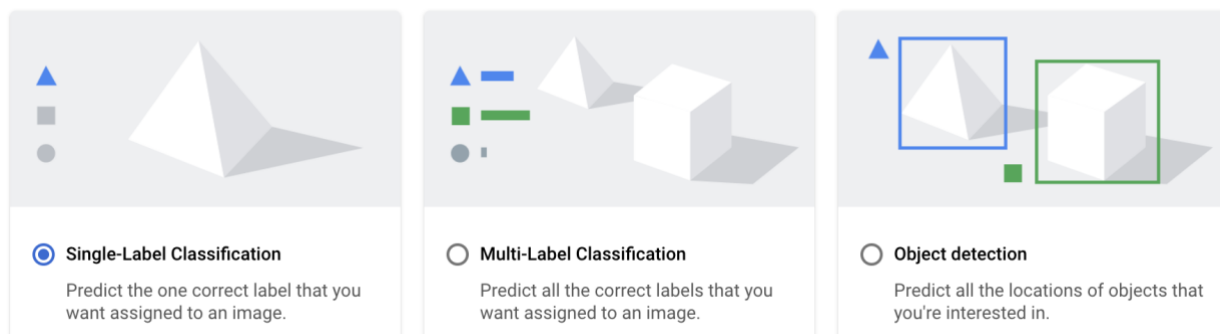 Single-Label Classification
Predict the one correct label that you
want assigned to an image.
Multi-Label Classification
Predict all the correct labels that you
want assigned to an image.
Object detection
Predict all the locations of objects that
you're interested in.